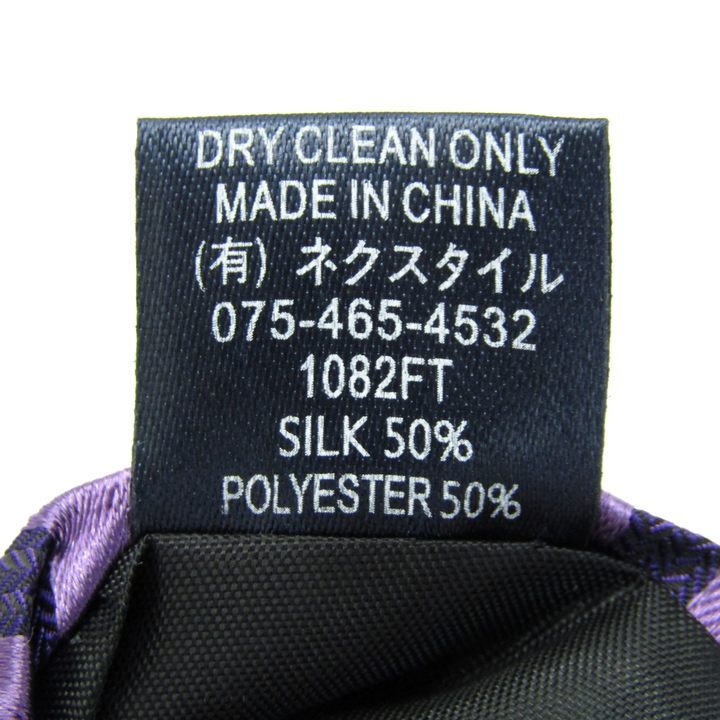 DRY CLEAN ONLY
MADE IN CHINA
(有) ネクスタイル
075-465-4532
1082FT
SILK 50%
POLYESTER 50%